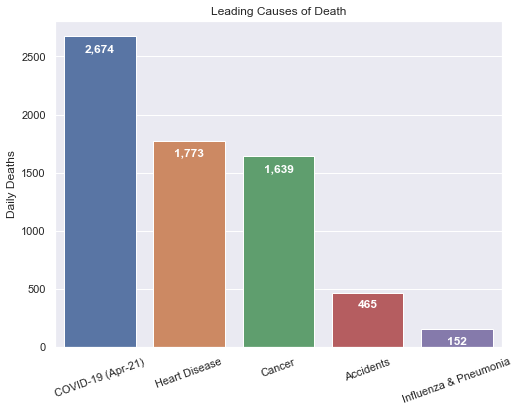 Leading Causes of Death
Daily Deaths
2500
2000
1500
1000
500
0
2,674
1,773
1,639
465
152
COVID-19 (Apr-21)
Heart Disease
Cancer
Accidents
Influenza & Pneumonia